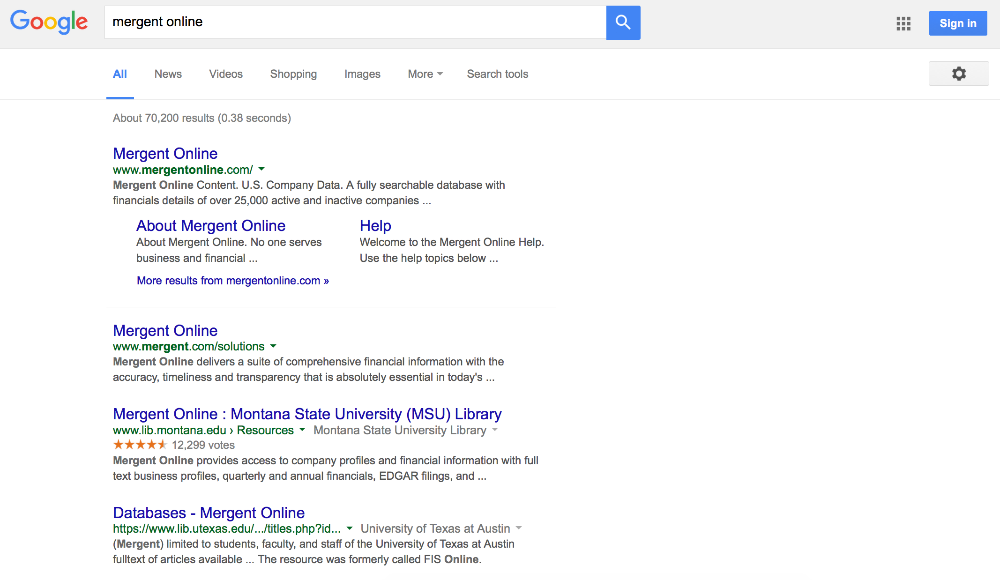 Google
mergent online
Sign in
All News Videos Shopping Images More Search tools
About 70,200 results (0.38 seconds)
Mergent Online
www.mergentonline.com/
Mergent Online Content. U.S. Company Data. A fully searchable database with
financials details of over 25,000 active and inactive companies ...
About Mergent Online
About Mergent Online. No one serves
business and financial ...
Help
Welcome to the Mergent Online Help.
Use the help topics below ...
More results from mergentonline.com »
Mergent Online
www.mergent.com/solutions
Mergent Online delivers a suite of comprehensive financial information with the
accuracy, timeliness and transparency that is absolutely essential in today's ...
Mergent Online : Montana State University (MSU) Library
www.lib.montana.edu › Resources Montana State University Library
12,299 votes
Mergent Online provides access to company profiles and financial information with full
text business profiles, quarterly and annual financials, EDGAR filings, and ...
Databases - Mergent Online
https://www.lib.utexas.edu/.../titles.php?id... University of Texas at Austin
(Mergent) limited to students, faculty, and staff of the University of Texas at Austin
fulltext of articles available ... The resource was formerly called FIS Online.